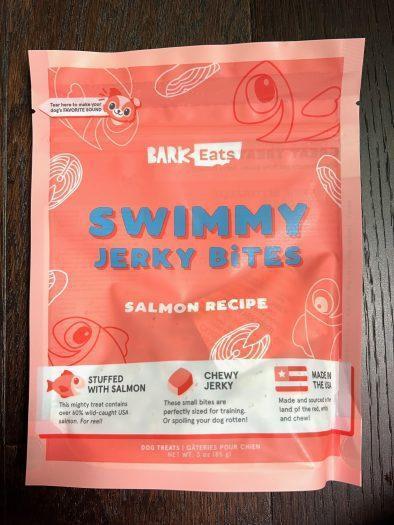 Tear here to make your
dog's FAVORITE SOUND
BARK Eats
SWIMMY
JERKY BiTES
SALMON RECIPE
STUFFED
WITH SALMON
This mighty treat contains
over 60% wild-caught USA
salmon. For reel!
CHEWY
JERKY
These small bites are
perfectly sized for training.
Or spoiling your dog rotten!
MADE IN
THE USA
Made and sourced in the
land of the red, white
and chew!
DOG TREATS | GÂTERIES POUR CHIEN
NET WT. 3 oz (85 g)